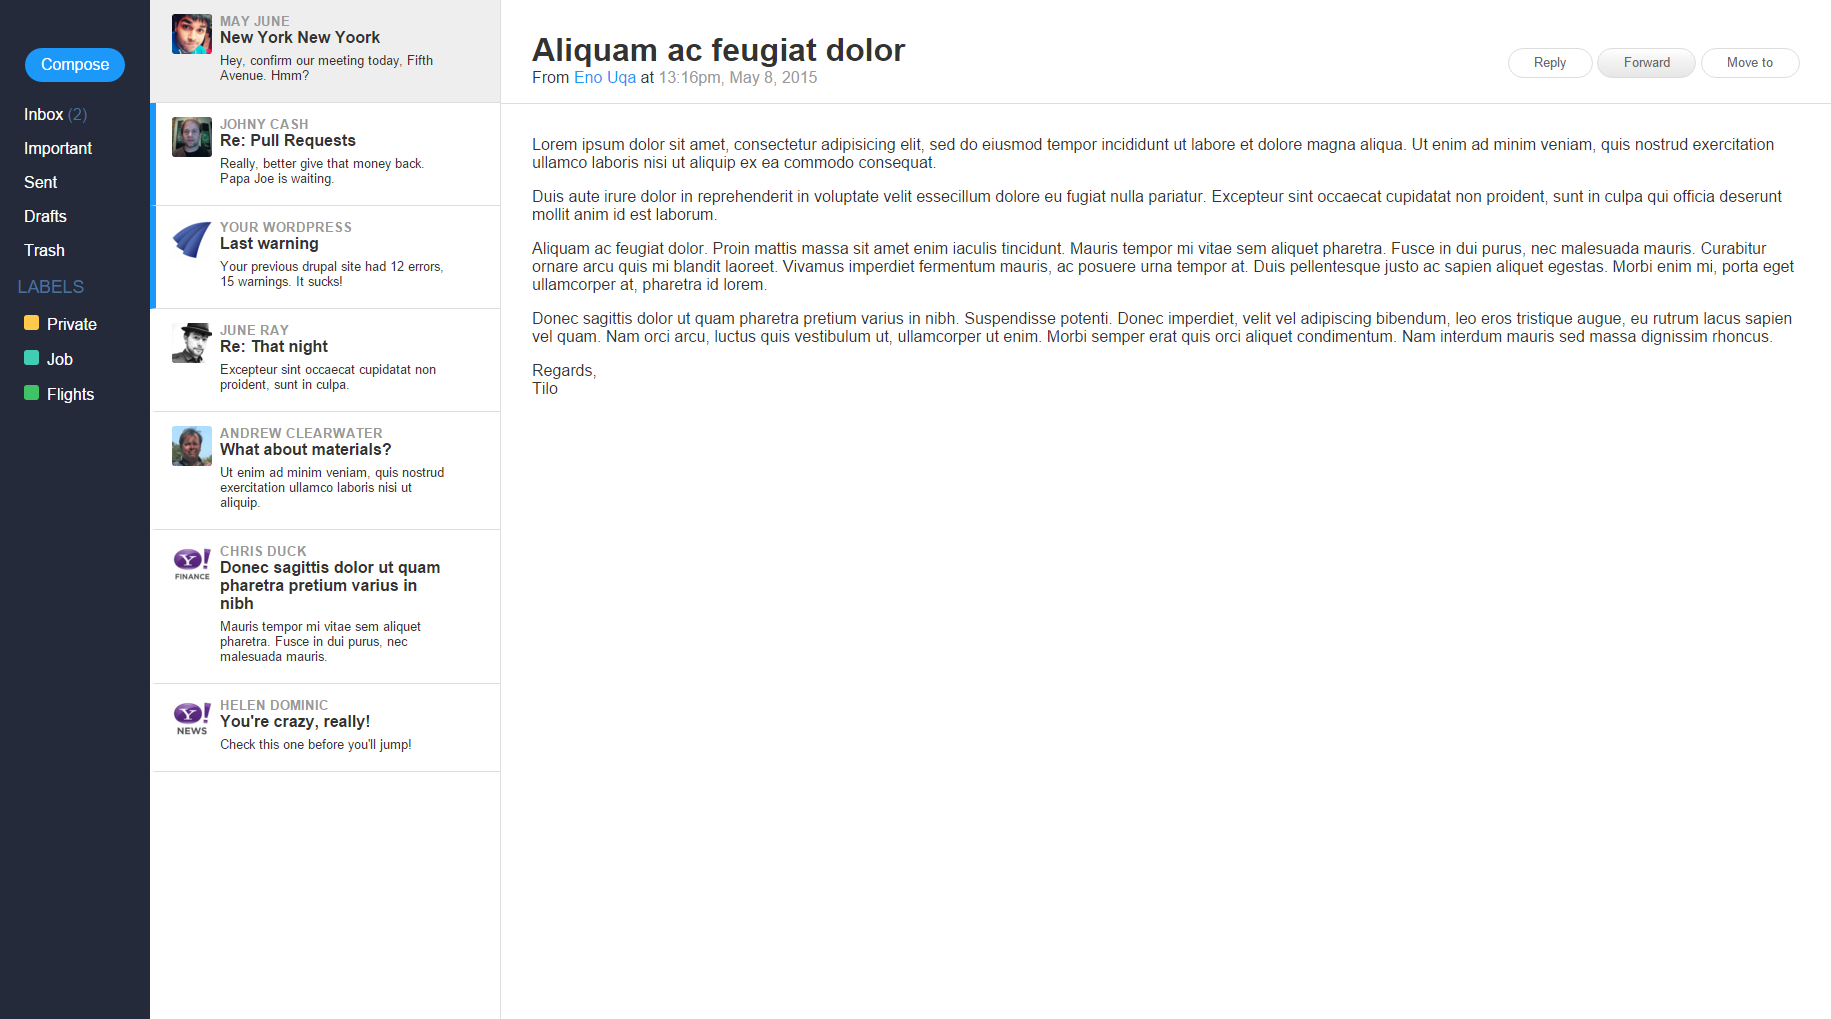 Compose
Inbox (2)
Important
Sent
Drafts
Trash
LABELS
Private
Job
Flights
MAY JUNE
New York New Yoork
Hey, confirm our meeting today, Fifth
Avenue. Hmm?
JOHNY CASH
Re: Pull Requests
Really, better give that money back.
Papa Joe is waiting.
YOUR WORDPRESS
Last warning
Your previous drupal site had 12 errors,
15 warnings. It sucks!
JUNE RAY
Re: That night
Excepteur sint occaecat cupidatat non
proident, sunt in culpa.
ANDREW CLEARWATER
What about materials?
Ut enim ad minim veniam, quis nostrud
exercitation ullamco laboris nisi ut
aliquip.
Y!
FINANCE
CHRIS DUCK
Donec sagittis dolor ut quam
pharetra pretium varius in
nibh
Mauris tempor mi vitae sem aliquet
pharetra. Fusce in dui purus, nec
malesuada mauris.
Y!
NEWS
HELEN DOMINIC
You're crazy, really!
Check this one before you'll jump!
Aliquam ac feugiat dolor
From Eno Uqa at 13:16pm, May 8, 2015
Reply
Forward
Move to
Lorem ipsum dolor sit amet, consectetur adipisicing elit, sed do eiusmod tempor incididunt ut labore et dolore magna aliqua. Ut enim ad minim veniam, quis nostrud exercitation
ullamco laboris nisi ut aliquip ex ea commodo consequat.
Duis aute irure dolor in reprehenderit in voluptate velit essecillum dolore eu fugiat nulla pariatur. Excepteur sint occaecat cupidatat non proident, sunt in culpa qui officia deserunt
mollit anim id est laborum.
Aliquam ac feugiat dolor. Proin mattis massa sit amet enim iaculis tincidunt. Mauris tempor mi vitae sem aliquet pharetra. Fusce in dui purus, nec malesuada mauris. Curabitur
ornare arcu quis mi blandit laoreet. Vivamus imperdiet fermentum mauris, ac posuere urna tempor at. Duis pellentesque justo ac sapien aliquet egestas. Morbi enim mi, porta eget
ullamcorper at, pharetra id lorem.
Donec sagittis dolor ut quam pharetra pretium varius in nibh. Suspendisse potenti. Donec imperdiet, velit vel adipiscing bibendum, leo eros tristique augue, eu rutrum lacus sapien
vel quam. Nam orci arcu, luctus quis vestibulum ut, ullamcorper ut enim. Morbi semper erat quis orci aliquet condimentum. Nam interdum mauris sed massa dignissim rhoncus.
Regards,
Tilo